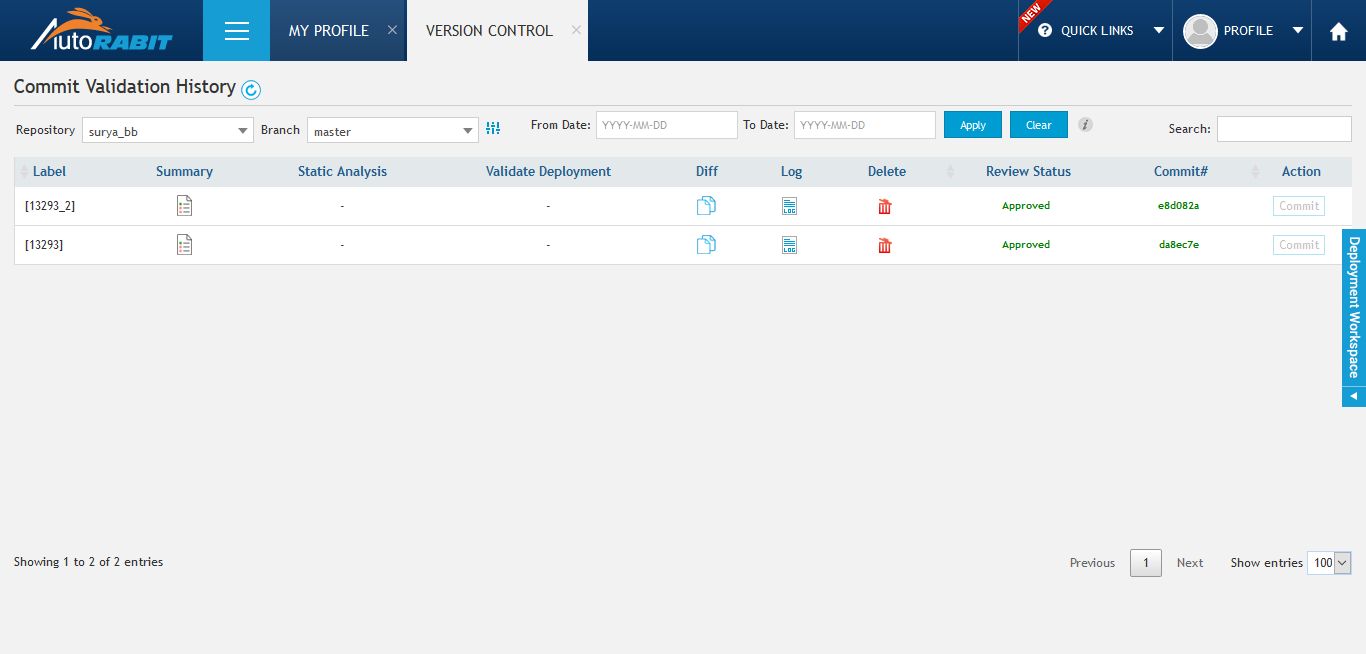 AutoRABIT
MY PROFILE
VERSION CONTROL
NEW
QUICK LINKS
PROFILE
Commit Validation History
Repository surya_bb Branch master From Date: YYYY-MM-DD To Date: YYYY-MM-DD Apply Clear i Search:
Label Summary Static Analysis Validate Deployment Diff Log Delete Review Status Commit# Action
[13293_2] - - LOG Approved e8d082a Commit
[13293] - - LOG Approved da8ec7e Commit
Deployment Workspace
Showing 1 to 2 of 2 entries Previous 1 Next Show entries 100